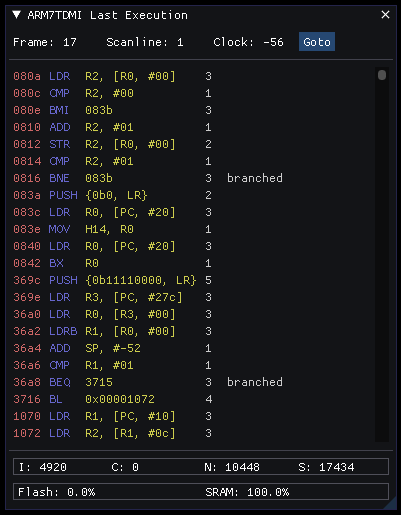 ▼ ARM7TDMI Last Execution ✕
Frame: 17 Scanline: 1 Clock: -56 Goto
080a LDR R2, [R0, #00] 3
080c CMP R2, #00 1
080e BMI 083b 3
0810 ADD R2, #01 1
0812 STR R2, [R0, #00] 2
0814 CMP R2, #01 1
0816 BNE 083b 3 branched
083a PUSH {0b0, LR} 2
083c LDR R0, [PC, #20] 3
083e MOV H14, R0 1
0840 LDR R0, [PC, #20] 3
0842 BX R0 1
369c PUSH {0b11110000, LR} 5
369e LDR R3, [PC, #27c] 3
36a0 LDR R0, [R3, #00] 3
36a2 LDRB R1, [R0, #00] 3
36a4 ADD SP, #-52 1
36a6 CMP R1, #01 1
36a8 BEQ 3715 3 branched
3716 BL 0x00001072 4
1070 LDR R1, [PC, #10] 3
1072 LDR R2, [R1, #0c] 3
I: 4920 C: 0 N: 10448 S: 17434
Flash: 0.0% SRAM: 100.0%